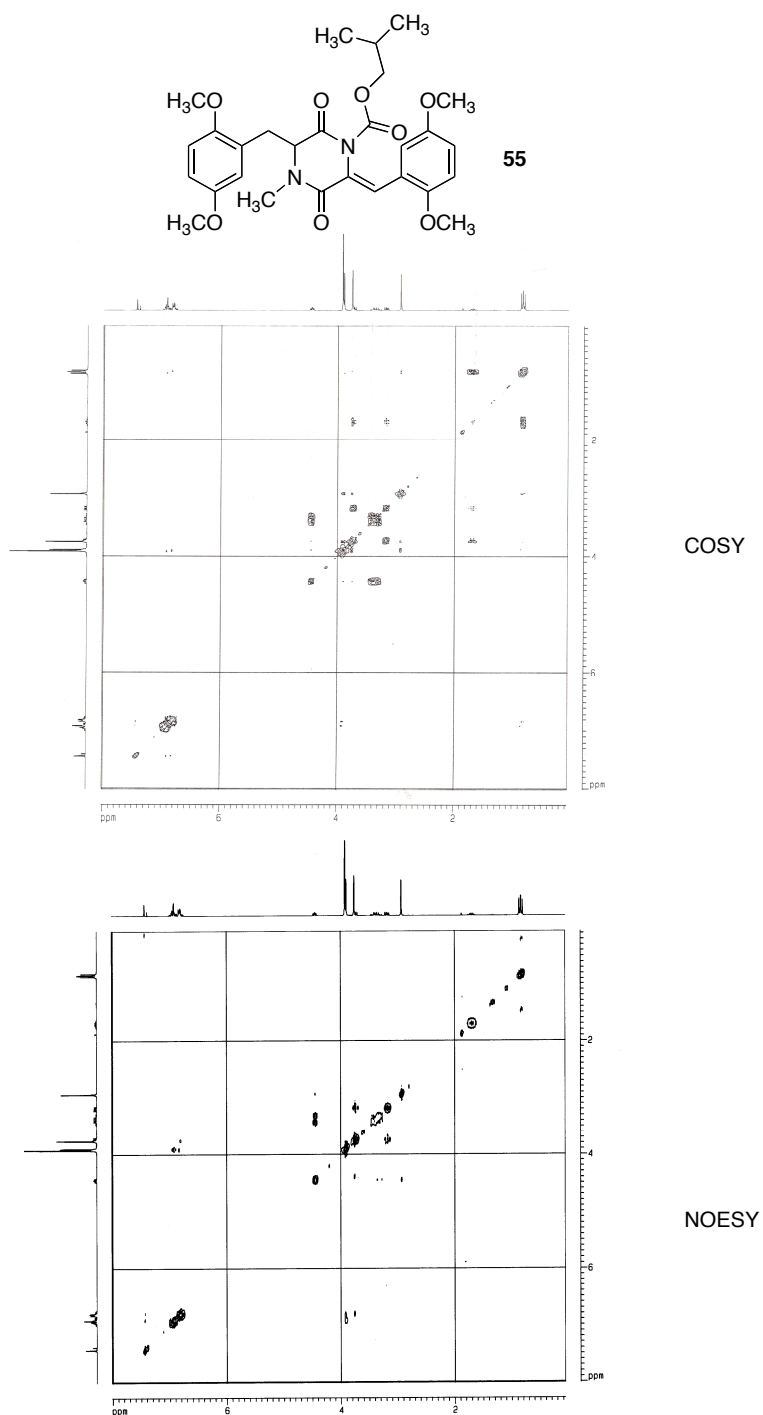 H₃C CH₃
O
H₃CO O O OCH₃
N O
55
N
H₃C
H₃CO O OCH₃
2
COSY
4
6
ppm
ppm 6 4 2
2
4
NOESY
6
ppm
ppm 6 4 2